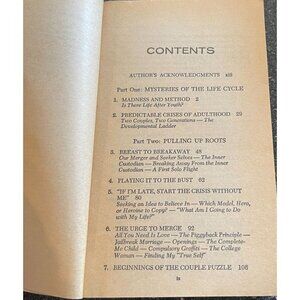 CONTENTS
AUTHOR'S ACKNOWLEDGMENTS xiii
Part One: MYSTERIES OF THE LIFE CYCLE
1. MADNESS AND METHOD 2
Is There Life After Youth?
2. PREDICTABLE CRISES OF ADULTHOOD 29
Two Couples, Two Generations — The
Developmental Ladder
Part Two: PULLING UP ROOTS
3. BREAST TO BREAKAWAY 48
Our Merger and Seeker Selves — The Inner
Custodian — Breaking Away From the Inner
Custodian — A First Solo Flight
4. PLAYING IT TO THE BUST 62
5. "IF I'M LATE, START THE CRISIS WITHOUT
ME" 80
Seeking an Idea to Believe In — Which Model, Hero,
or Heroine to Copy? — "What Am I Going to Do
with My Life?"
6. THE URGE TO MERGE 92
All You Need Is Love — The Piggyback Principle
— Jailbreak Marriage — Openings — The Complete-
Me Child — Compulsory Graffiti — The College
Woman — Finding My "True Self"
7. BEGINNINGS OF THE COUPLE PUZZLE 106
ix